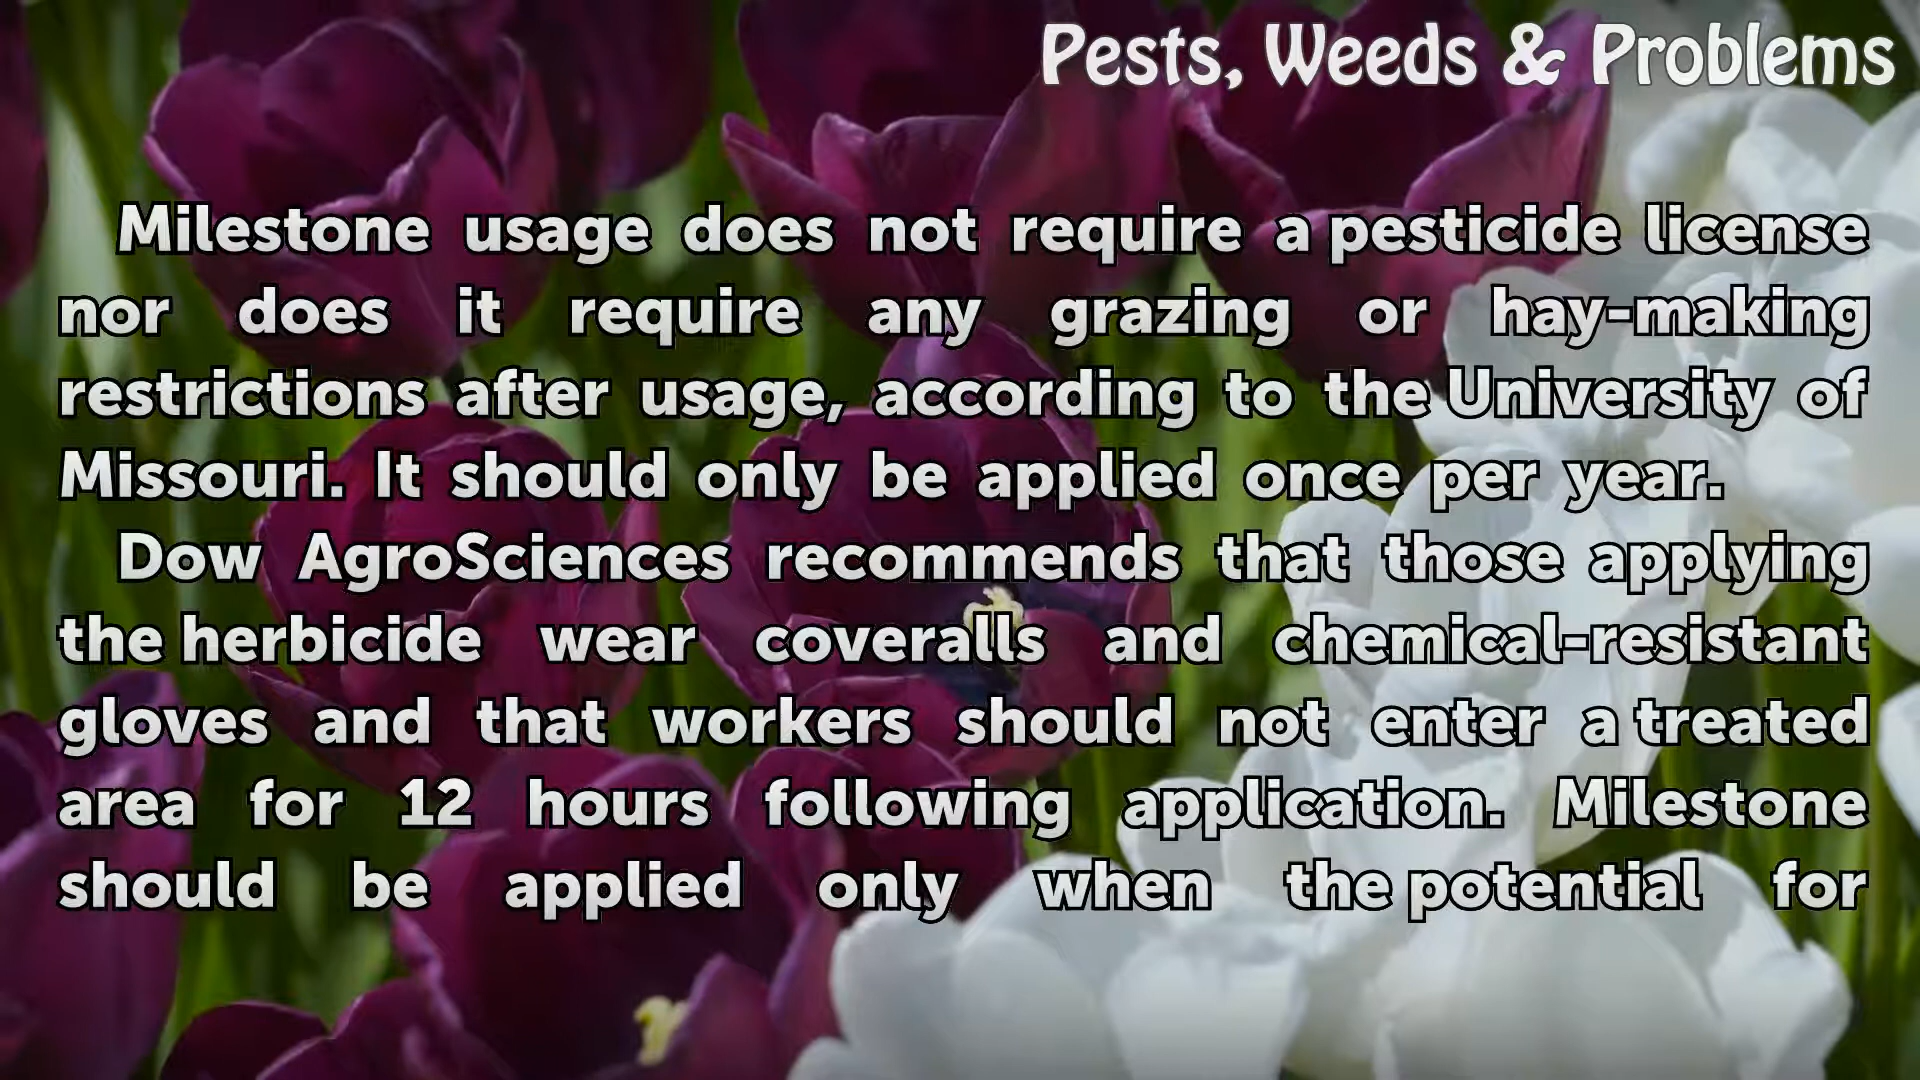 Pests, Weeds & Problems
Milestone usage does not require a pesticide license
nor does it require any grazing or hay-making
restrictions after usage, according to the University of
Missouri. It should only be applied once per year.
Dow AgroSciences recommends that those applying
the herbicide wear coveralls and chemical-resistant
gloves and that workers should not enter a treated
area for 12 hours following application. Milestone
should be applied only when the potential for